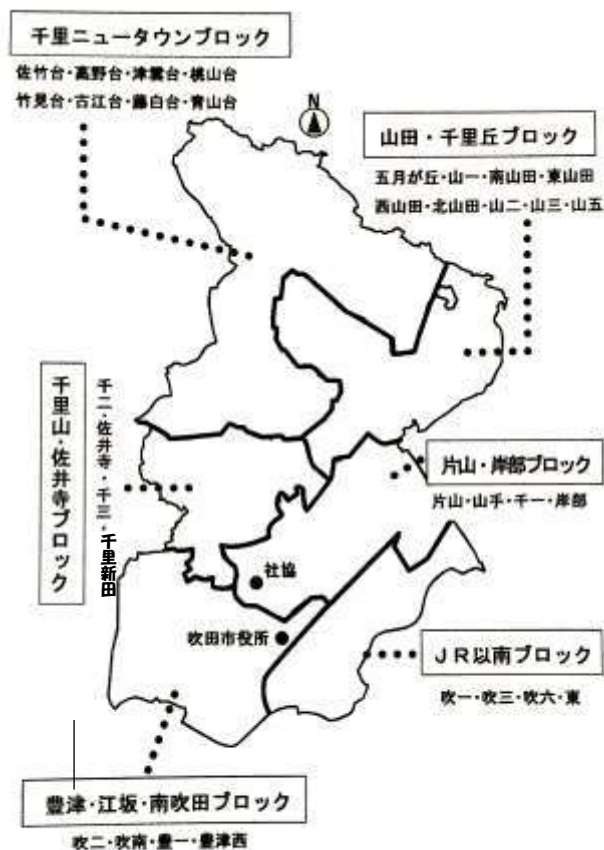 千里ニュータウンブロック
佐竹台・高野台・津雲台・桃山台
竹見台・古江台・藤白台・青山台
N
山田・千里丘ブロック
五月が丘・山一・南山田・東山田
西山田・北山田・山二・山三・山五
千里山・佐井寺ブロック
千二・佐井寺・千三・千里新田
片山・岸部ブロック
片山・山手・千一・岸部
社協
吹田市役所
JR以南ブロック
吹一・吹三・吹六・東
豊津・江坂・南吹田ブロック
吹二・吹南・豊一・豊津西